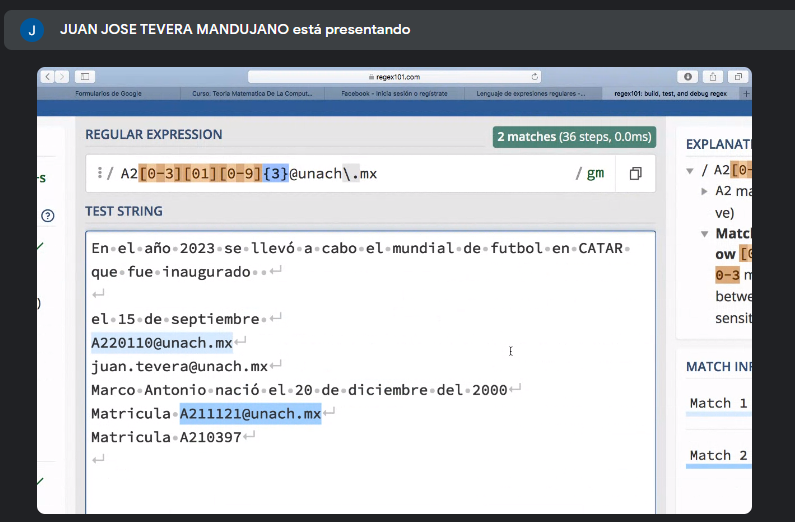 J JUAN JOSE TEVERA MANDUJANO está presentando
regex101.com
Formularios de Google
Curso: Teoría Matematica De La Comput...
Facebook - Inicia sesión o regístrate
Lenguaje de expresiones regulares -...
regex101: build, test, and debug regex
REGULAR EXPRESSION
2 matches (36 steps, 0.0ms)
/ A2[0-3][01][0-9]{3}@unach\.mx / gm
TEST STRING
En el año 2023 se llevó a cabo el mundial de futbol en CATAR
que fue inaugurado
el 15 de septiembre
A220110@unach.mx
juan.tevera@unach.mx
Marco Antonio nació el 20 de diciembre del 2000
Matricula A211121@unach.mx
Matricula A210397
-s
?
)
EXPLANATI
/ A2[0-
A2 ma
ve)
Match
ow [0
0-3 m
betwe
sensit
MATCH INF
Match 1
Match 2